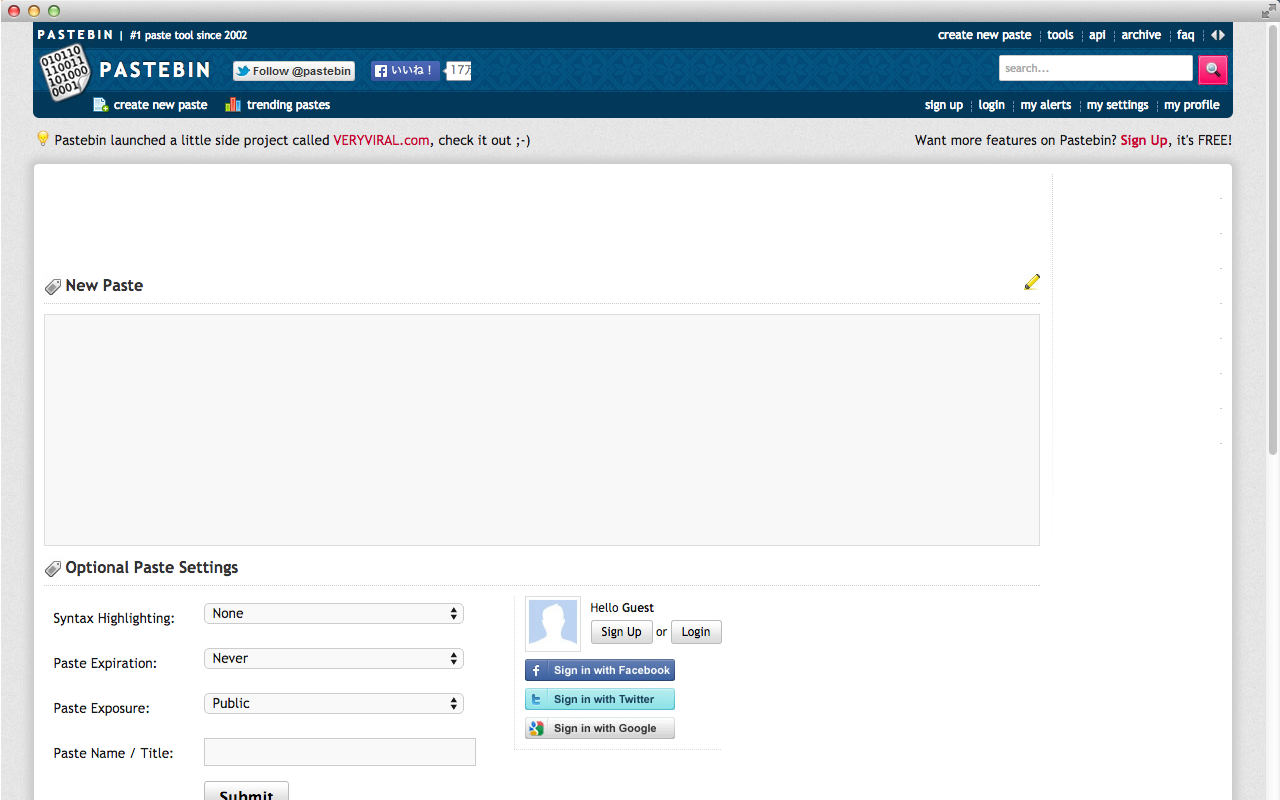 PASTEBIN | #1 paste tool since 2002
create new paste tools api archive faq
010110
110011
101000
0001
PASTEBIN
Follow @pastebin
いいね！
17万
search...
create new paste trending pastes
sign up login my alerts my settings my profile
Pastebin launched a little side project called VERYVIRAL.com, check it out ;-)
Want more features on Pastebin? Sign Up, it's FREE!
New Paste
Optional Paste Settings
Syntax Highlighting: None
Paste Expiration: Never
Paste Exposure: Public
Paste Name / Title:
Submit
Hello Guest
Sign Up or Login
Sign in with Facebook
Sign in with Twitter
Sign in with Google